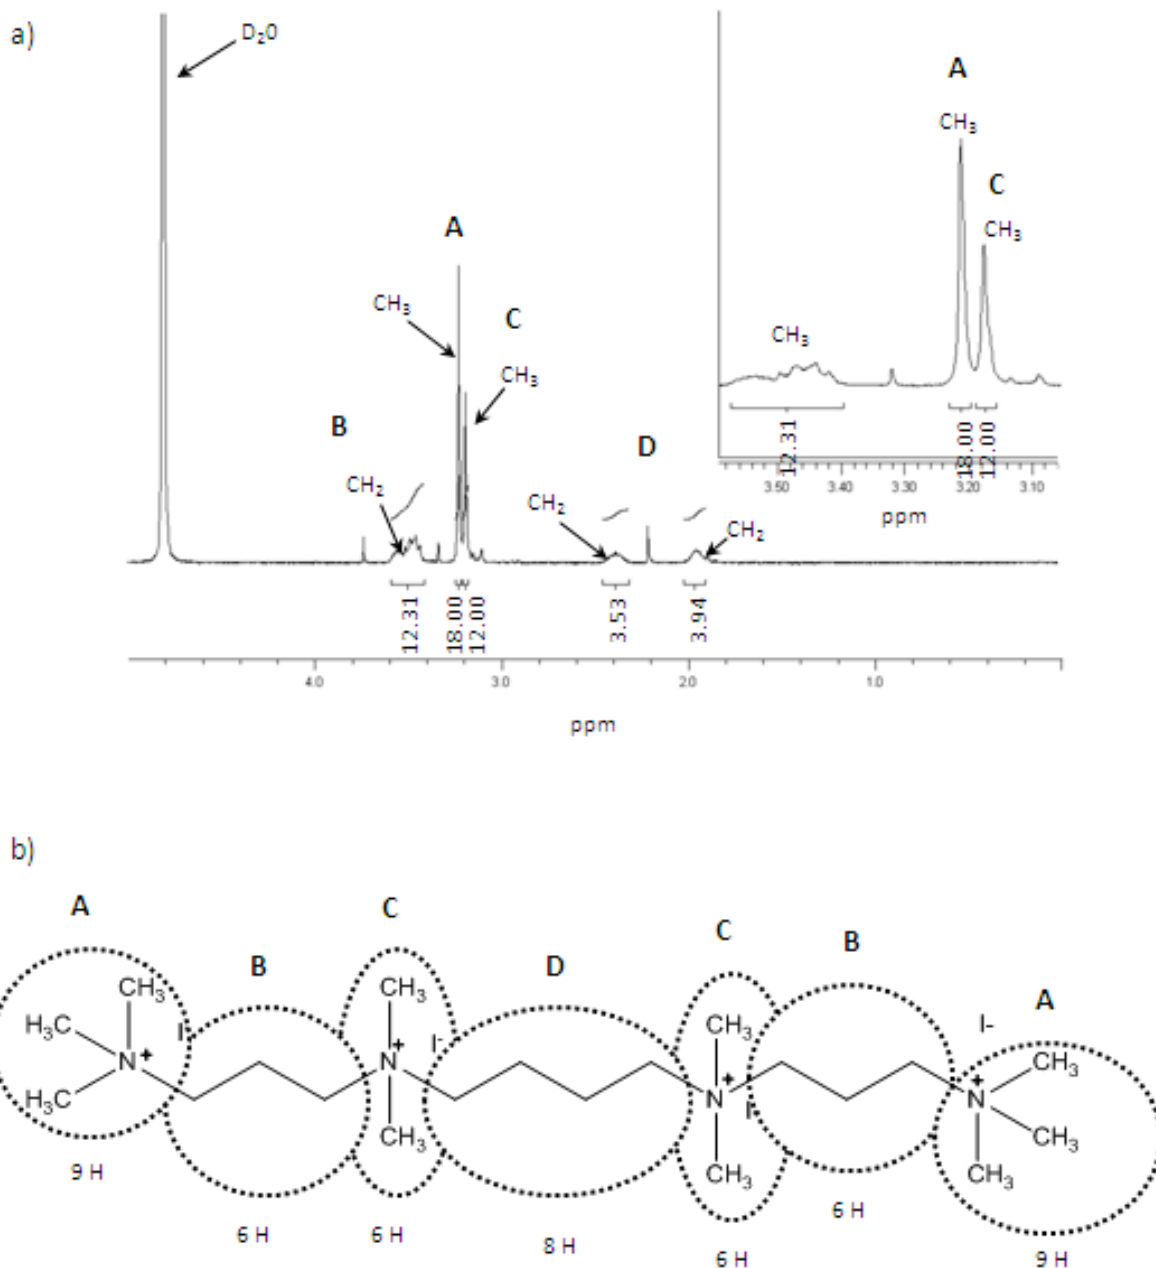 a)
D₂0
A
CH₃
C
CH₃
B
CH₂
D
CH₂
CH₂
12.31
18.00
12.00
3.53
3.94
4.0 3.0 2.0 1.0
ppm
A
CH₃
C
CH₃
CH₃
12.31
18.00
12.00
3.50 3.40 3.30 3.20 3.10
ppm
b)
A
B
C
D
C
B
A
CH₃
H₃C
N⁺
H₃C
I-
CH₃
N⁺
CH₃
I-
CH₃
N⁺
CH₃
I
I-
N⁺
CH₃
CH₃
CH₃
9 H
6 H
6 H
8 H
6 H
6 H
9 H